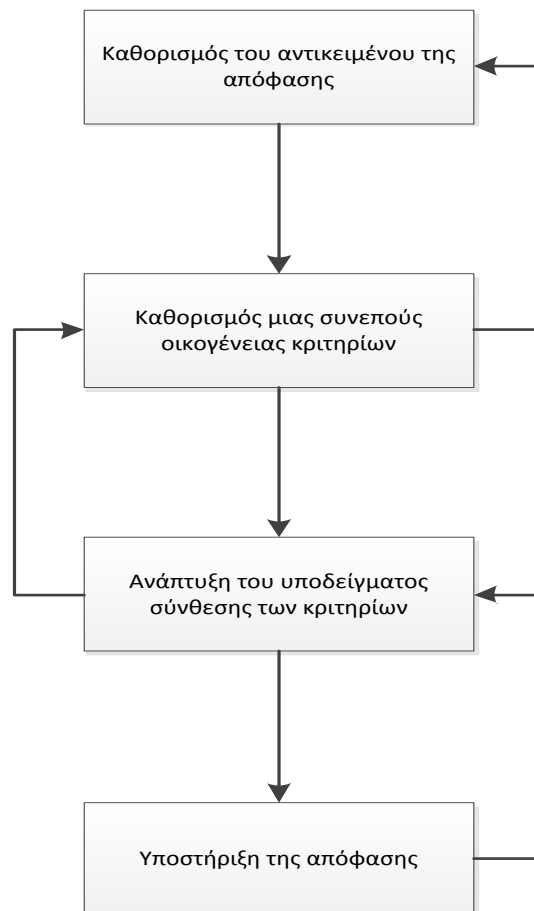 Καθορισμός του αντικειμένου της
απόφασης
Καθορισμός μιας συνεπούς
οικογένειας κριτηρίων
Ανάπτυξη του υποδείγματος
σύνθεσης των κριτηρίων
Υποστήριξη της απόφασης